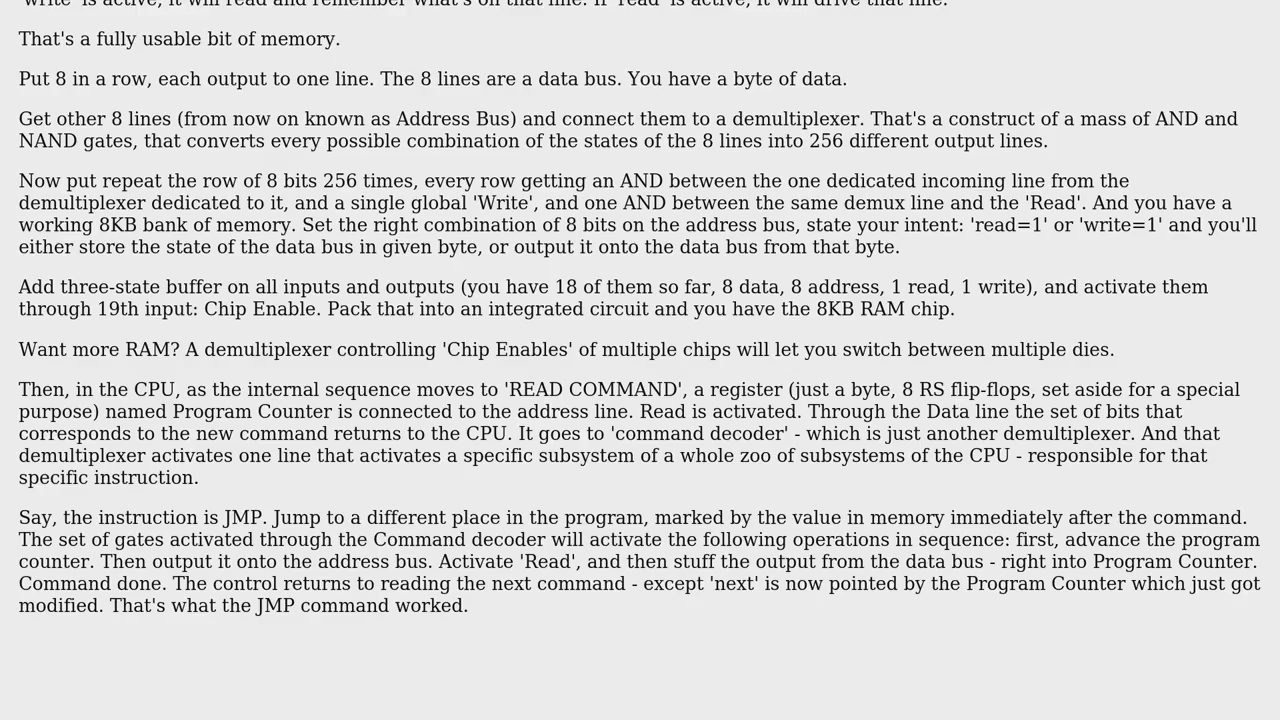 'write' is active, it will read and remember what's on that line. If 'read' is active, it will drive that line.
That's a fully usable bit of memory.
Put 8 in a row, each output to one line. The 8 lines are a data bus. You have a byte of data.
Get other 8 lines (from now on known as Address Bus) and connect them to a demultiplexer. That's a construct of a mass of AND and
NAND gates, that converts every possible combination of the states of the 8 lines into 256 different output lines.
Now put repeat the row of 8 bits 256 times, every row getting an AND between the one dedicated incoming line from the
demultiplexer dedicated to it, and a single global 'Write', and one AND between the same demux line and the 'Read'. And you have a
working 8KB bank of memory. Set the right combination of 8 bits on the address bus, state your intent: 'read=1' or 'write=1' and you'll
either store the state of the data bus in given byte, or output it onto the data bus from that byte.
Add three-state buffer on all inputs and outputs (you have 18 of them so far, 8 data, 8 address, 1 read, 1 write), and activate them
through 19th input: Chip Enable. Pack that into an integrated circuit and you have the 8KB RAM chip.
Want more RAM? A demultiplexer controlling 'Chip Enables' of multiple chips will let you switch between multiple dies.
Then, in the CPU, as the internal sequence moves to 'READ COMMAND', a register (just a byte, 8 RS flip-flops, set aside for a special
purpose) named Program Counter is connected to the address line. Read is activated. Through the Data line the set of bits that
corresponds to the new command returns to the CPU. It goes to 'command decoder' - which is just another demultiplexer. And that
demultiplexer activates one line that activates a specific subsystem of a whole zoo of subsystems of the CPU - responsible for that
specific instruction.
Say, the instruction is JMP. Jump to a different place in the program, marked by the value in memory immediately after the command.
The set of gates activated through the Command decoder will activate the following operations in sequence: first, advance the program
counter. Then output it onto the address bus. Activate 'Read', and then stuff the output from the data bus - right into Program Counter.
Command done. The control returns to reading the next command - except 'next' is now pointed by the Program Counter which just got
modified. That's what the JMP command worked.